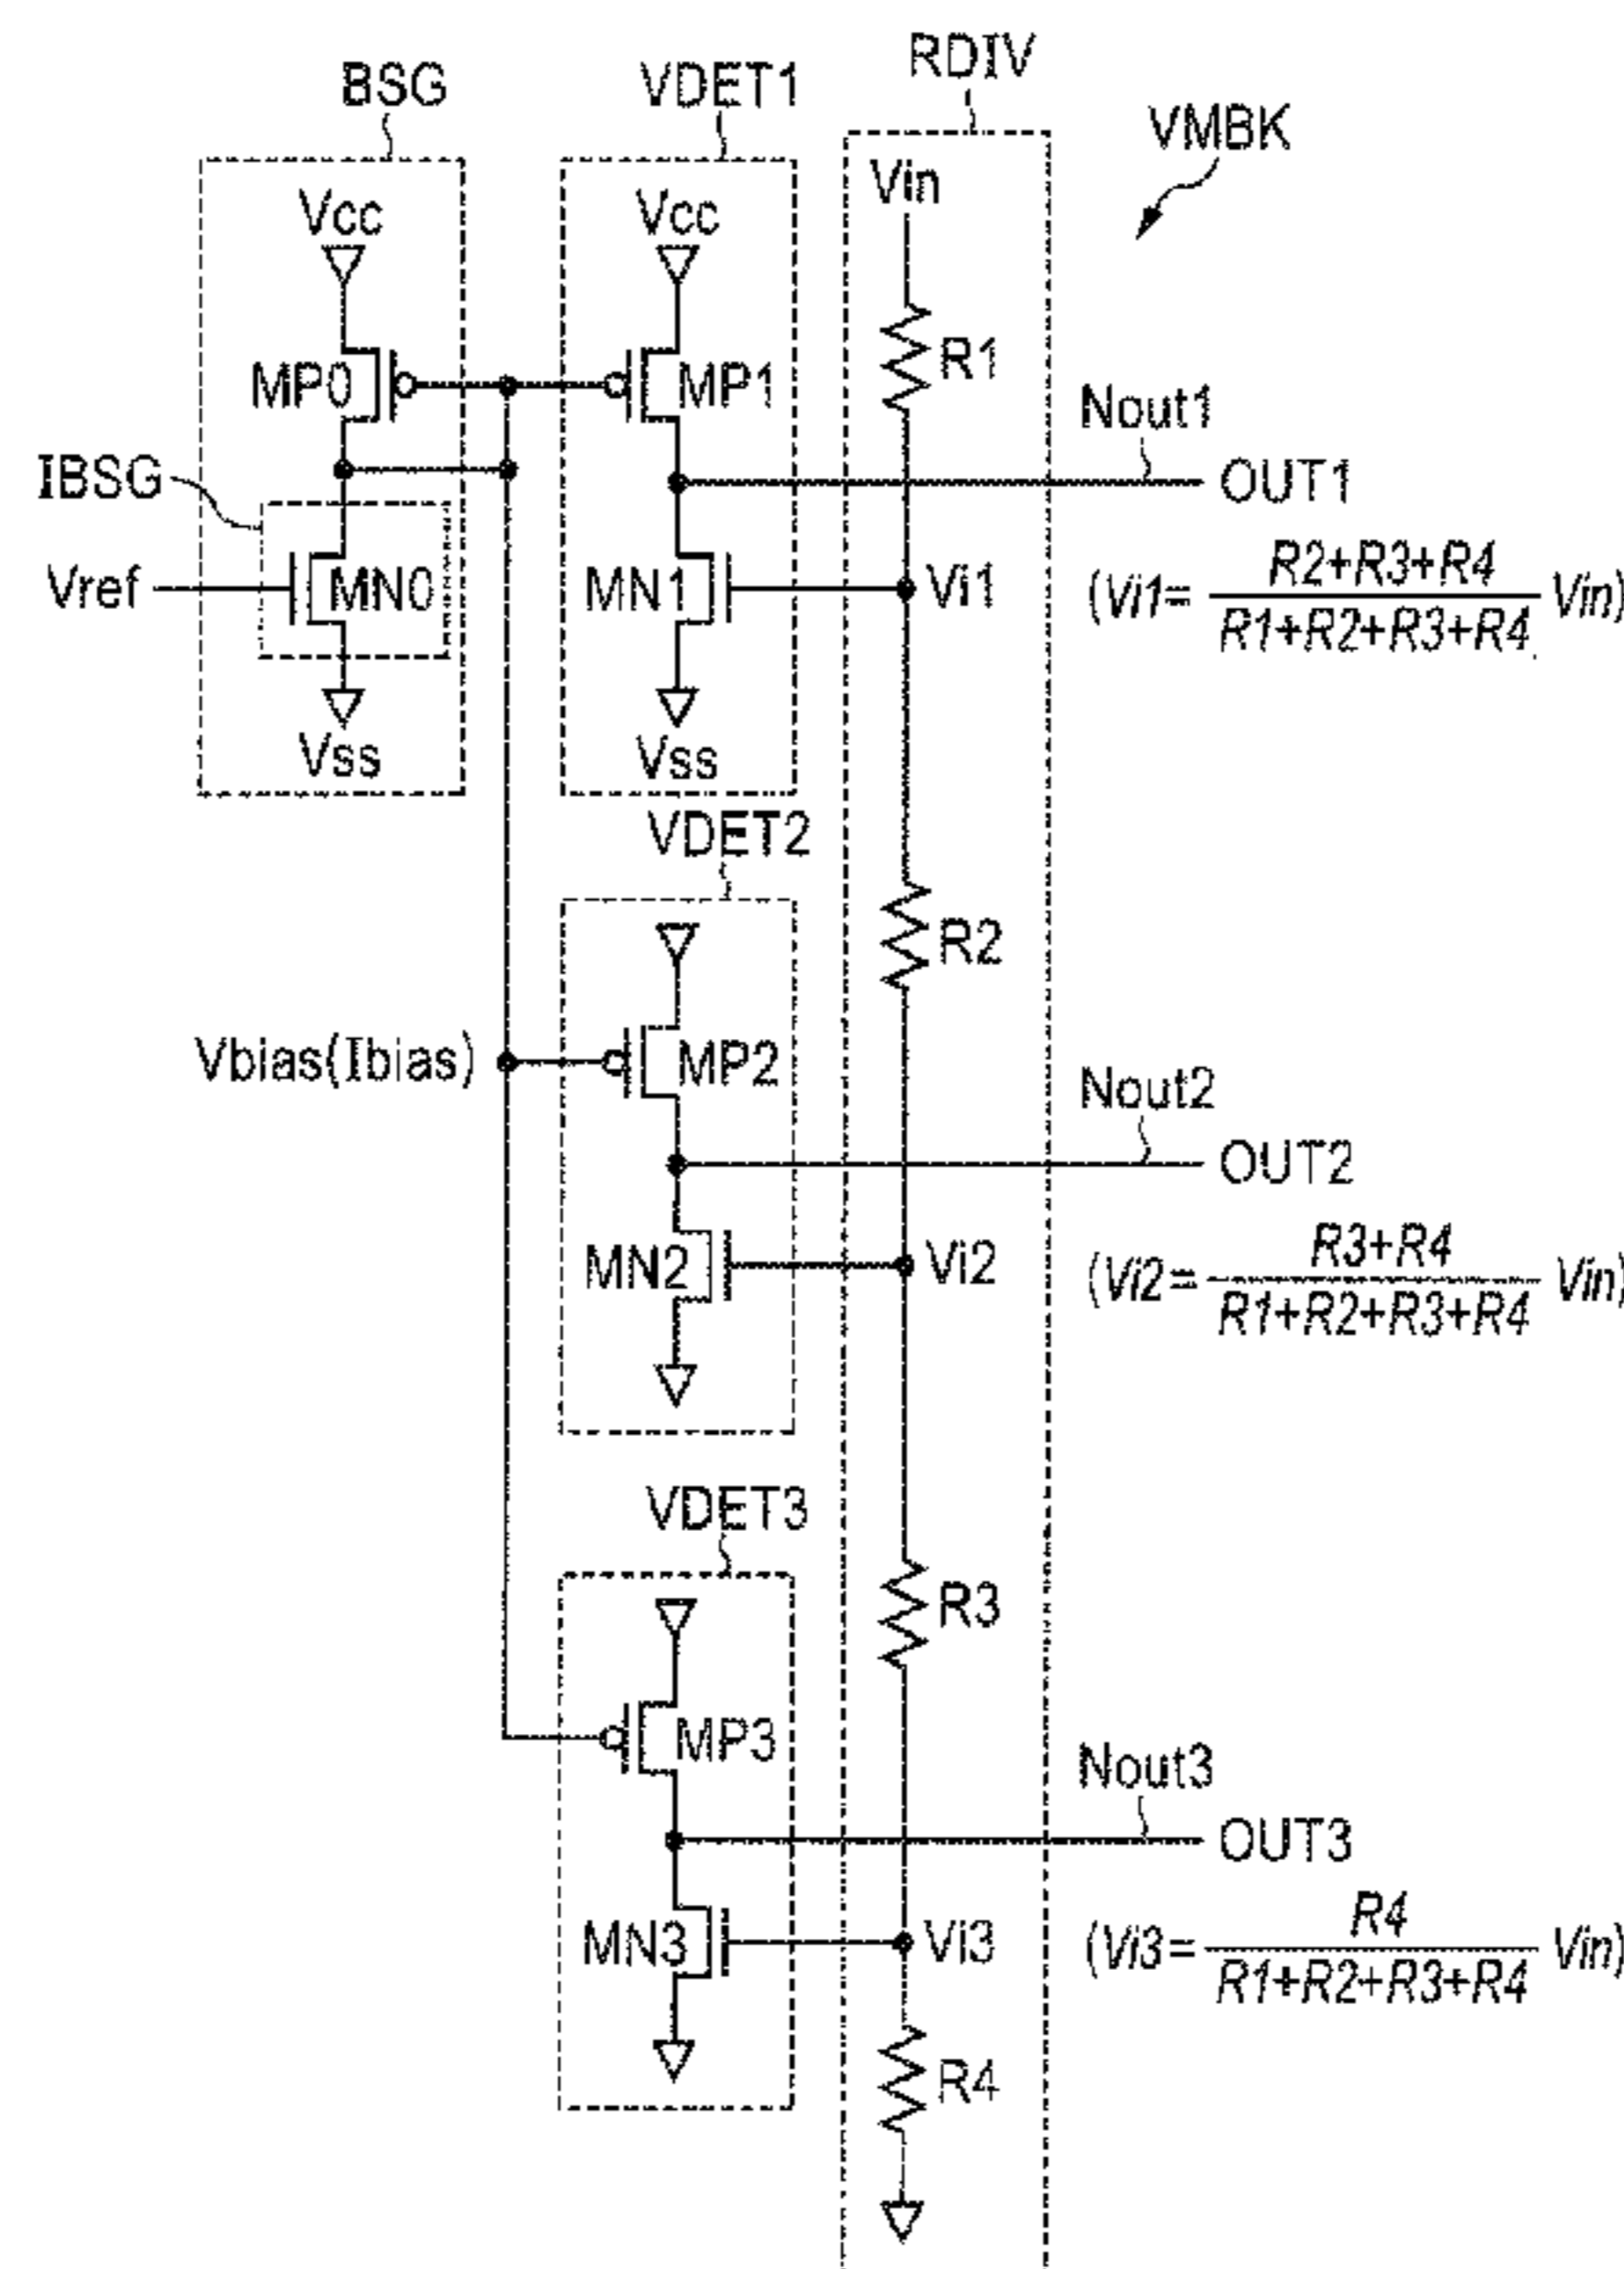 BSG
VDET1
RDIV
VMBK
Vcc
Vcc
Vin
MP0
MP1
R1
Nout1
IBSG
OUT1
Vref
MN0
MN1
Vi1
(Vi1= R2+R3+R4 / R1+R2+R3+R4 Vin)
Vss
Vss
VDET2
R2
Vbias(Ibias)
MP2
Nout2
OUT2
MN2
Vi2
(Vi2= R3+R4 / R1+R2+R3+R4 Vin)
VDET3
R3
MP3
Nout3
OUT3
MN3
Vi3
(Vi3= R4 / R1+R2+R3+R4 Vin)
R4